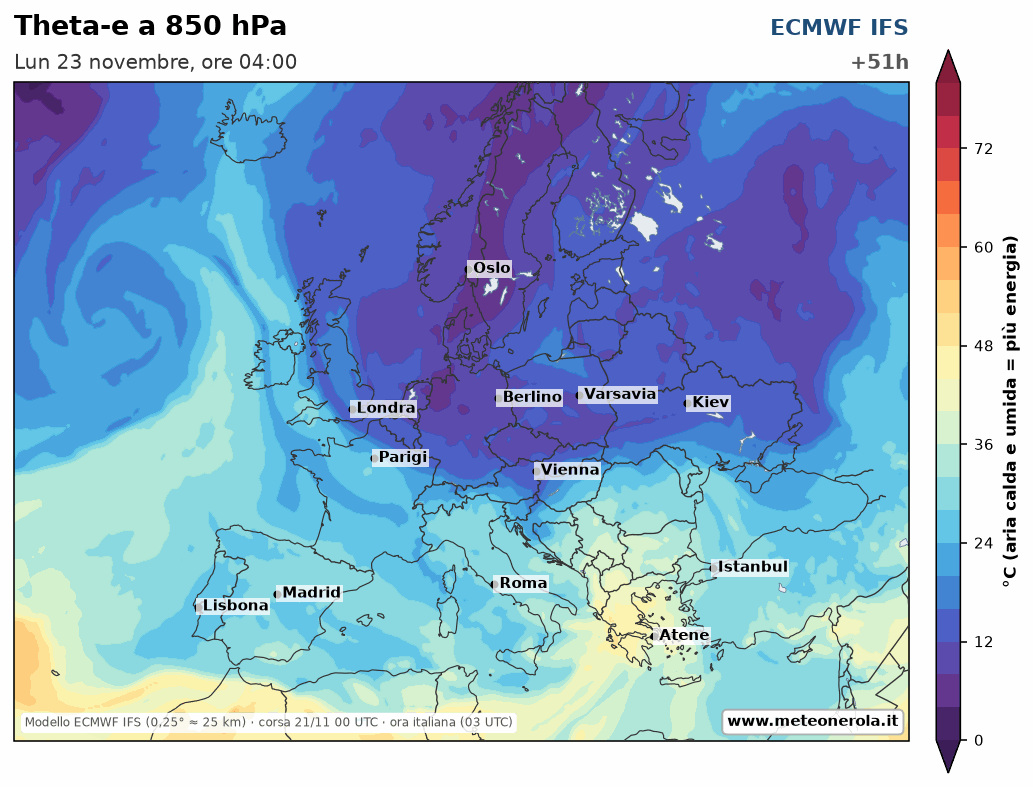 Theta-e a 850 hPa
ECMWF IFS
Lun 23 novembre, ore 04:00
+51h
72
60
48
36
24
12
0
°C (aria calda e umida = più energia)
Oslo
Berlino
Varsavia
Kiev
Londra
Parigi
Vienna
Istanbul
Roma
Madrid
Lisbona
Atene
Modello ECMWF IFS (0,25° ≈ 25 km) · corsa 21/11 00 UTC · ora italiana (03 UTC)
www.meteonerola.it